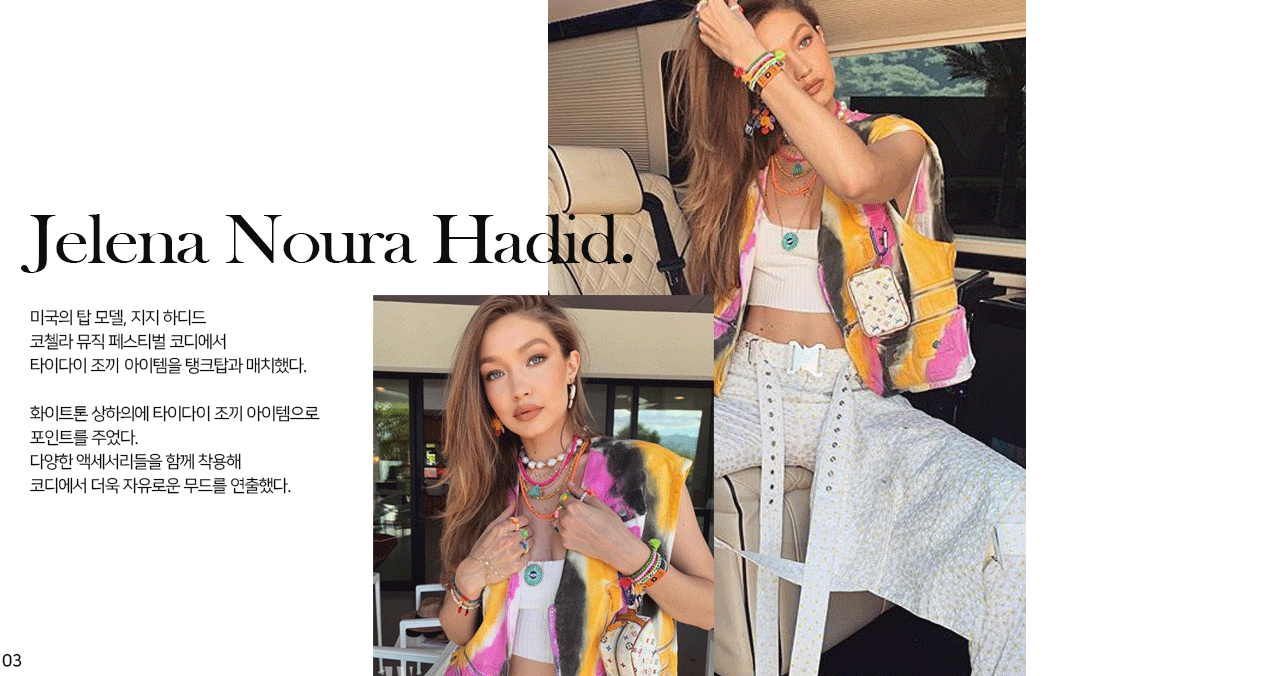 Jelena Noura Hadid.
미국의 탑 모델, 지지 하디드
코첼라 뮤직 페스티벌 코디에서
타이다이 조끼 아이템을 탱크탑과 매치했다.
화이트톤 상하의에 타이다이 조끼 아이템으로
포인트를 주었다.
다양한 액세서리들을 함께 착용해
코디에서 더욱 자유로운 무드를 연출했다.
03